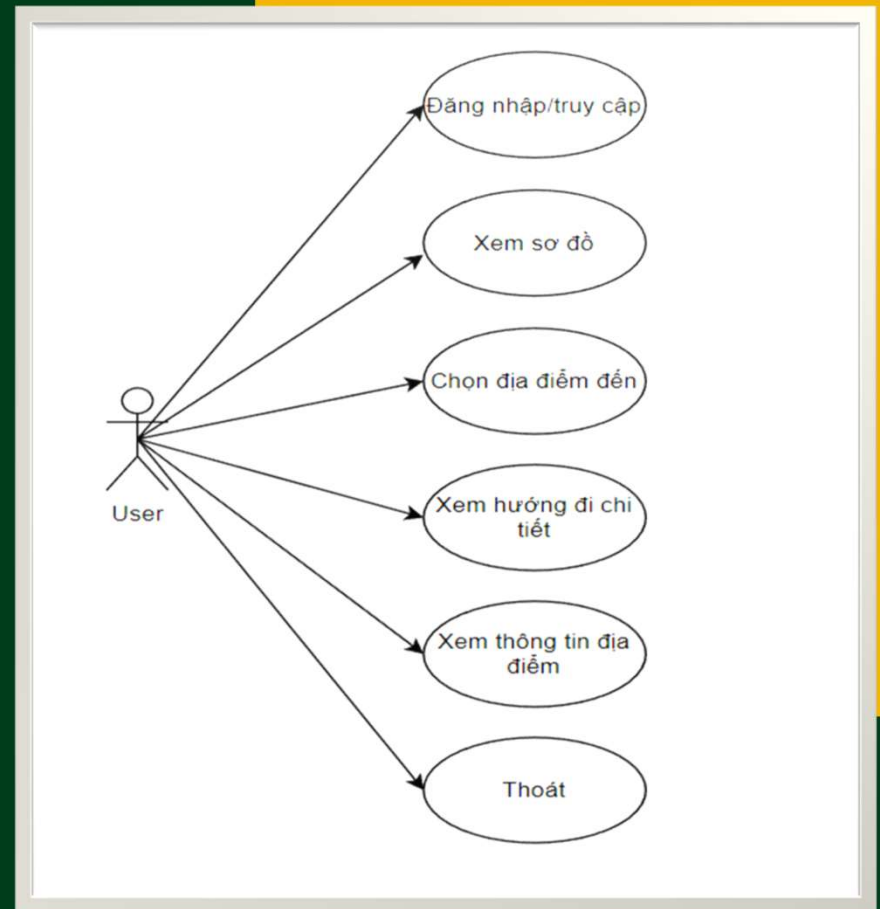 Đăng nhập/truy cập
Xem sơ đồ
Chọn địa điểm đến
User
Xem hướng đi chi
tiết
Xem thông tin địa
điểm
Thoát